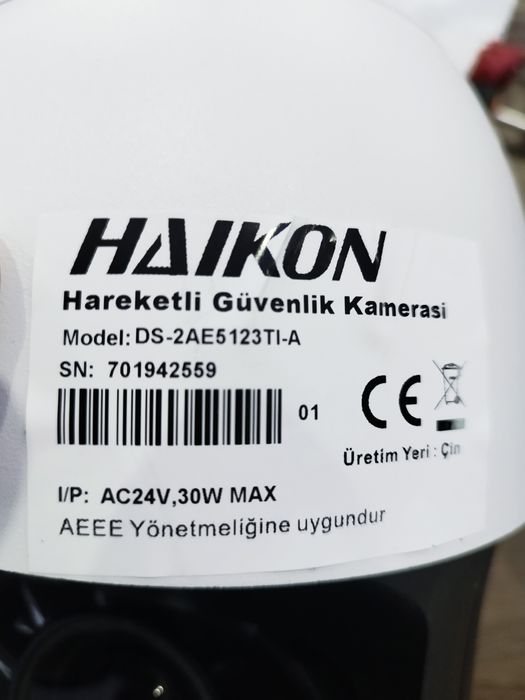 HAIKON
Hareketli Güvenlik Kamerasi
Model: DS-2AE5123TI-A
SN: 701942559
01
CE
Üretim Yeri : Çin
I/P: AC24V,30W MAX
AEEE Yönetmeliğine uygundur